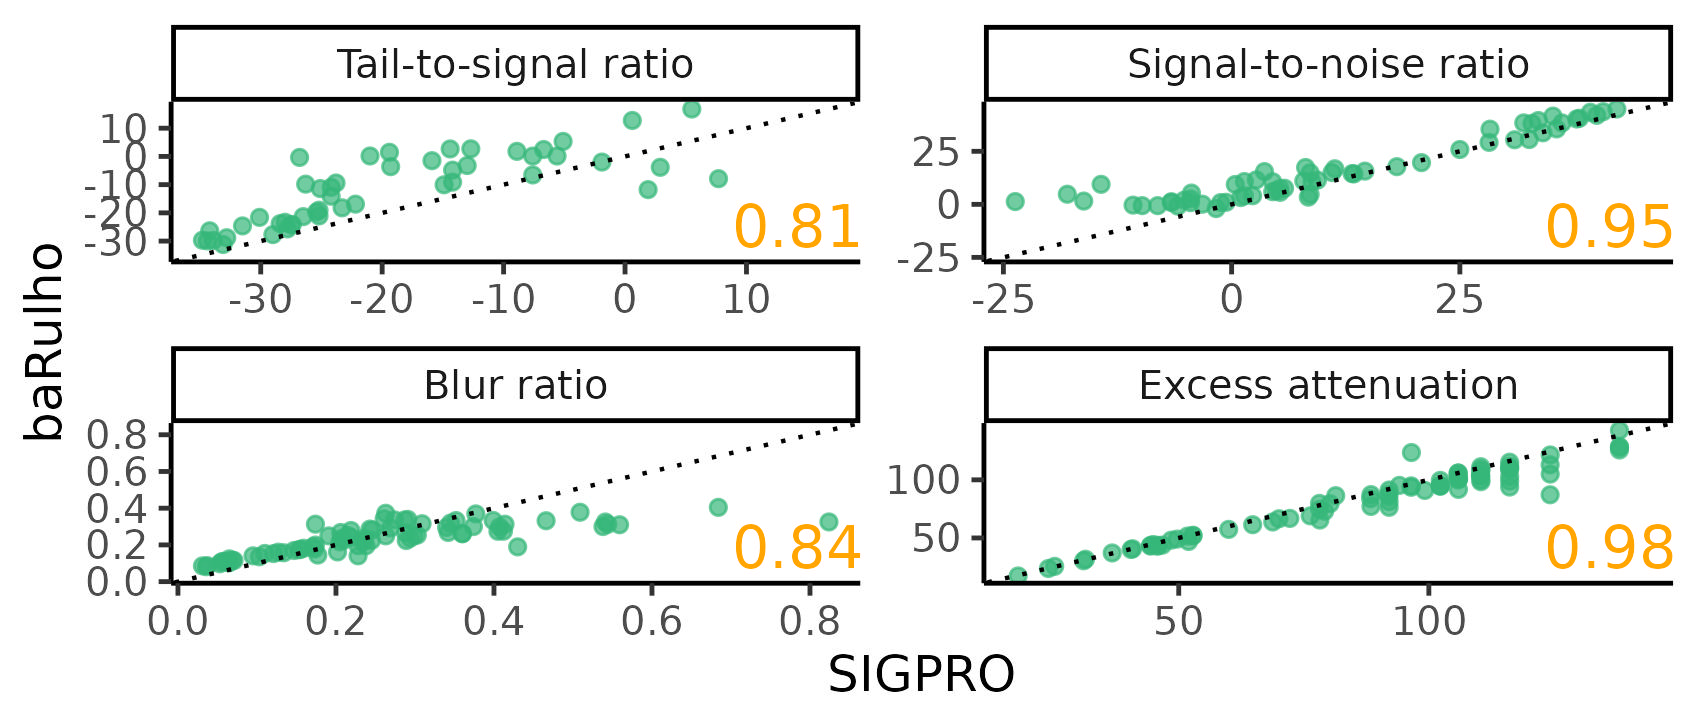 Tail-to-signal ratio
Signal-to-noise ratio
10
0
-10
-20
-30
0.81
-30 -20 -10 0 10
25
0
-25
0.95
-25 0 25
baRulho
Blur ratio
Excess attenuation
0.8
0.6
0.4
0.2
0.0
0.84
0.0 0.2 0.4 0.6 0.8
100
50
0.98
50 100
SIGPRO